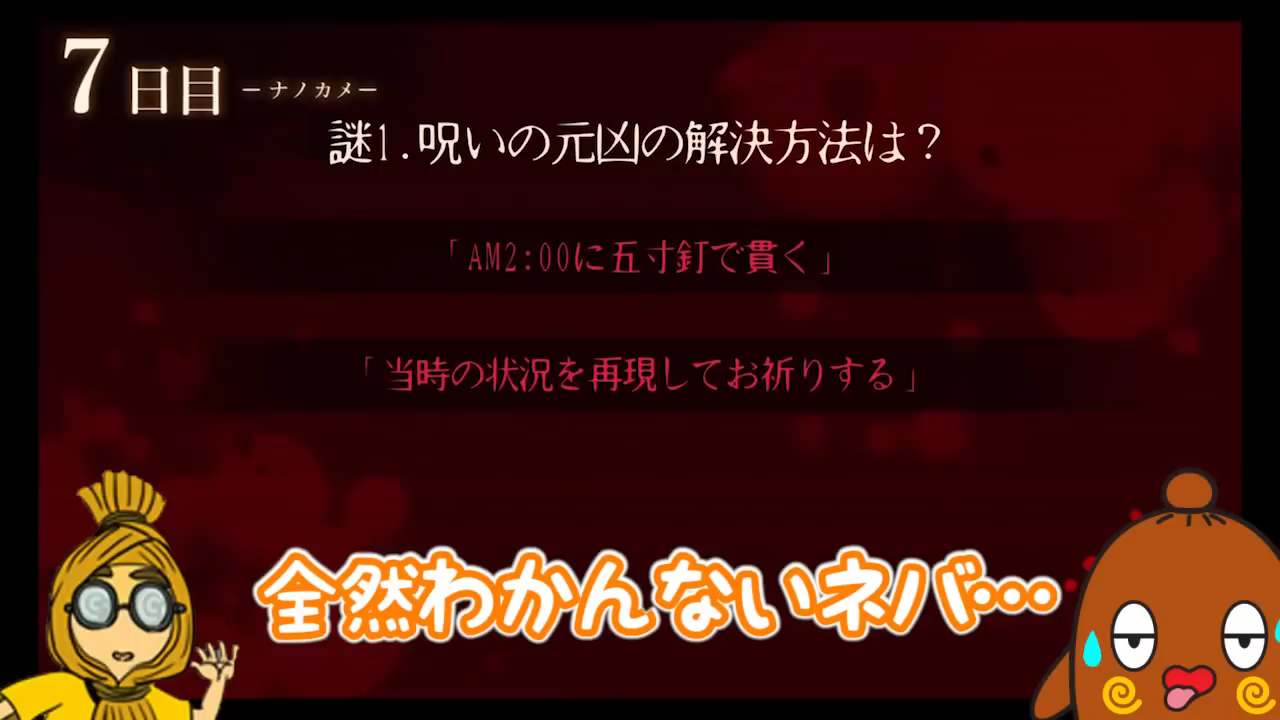 7日目 －ナノカメ－
謎1.呪いの元凶の解決方法は？
「AM2:00に五寸釘で貫く」
「当時の状況を再現してお祈りする」
全然わかんないネバ…